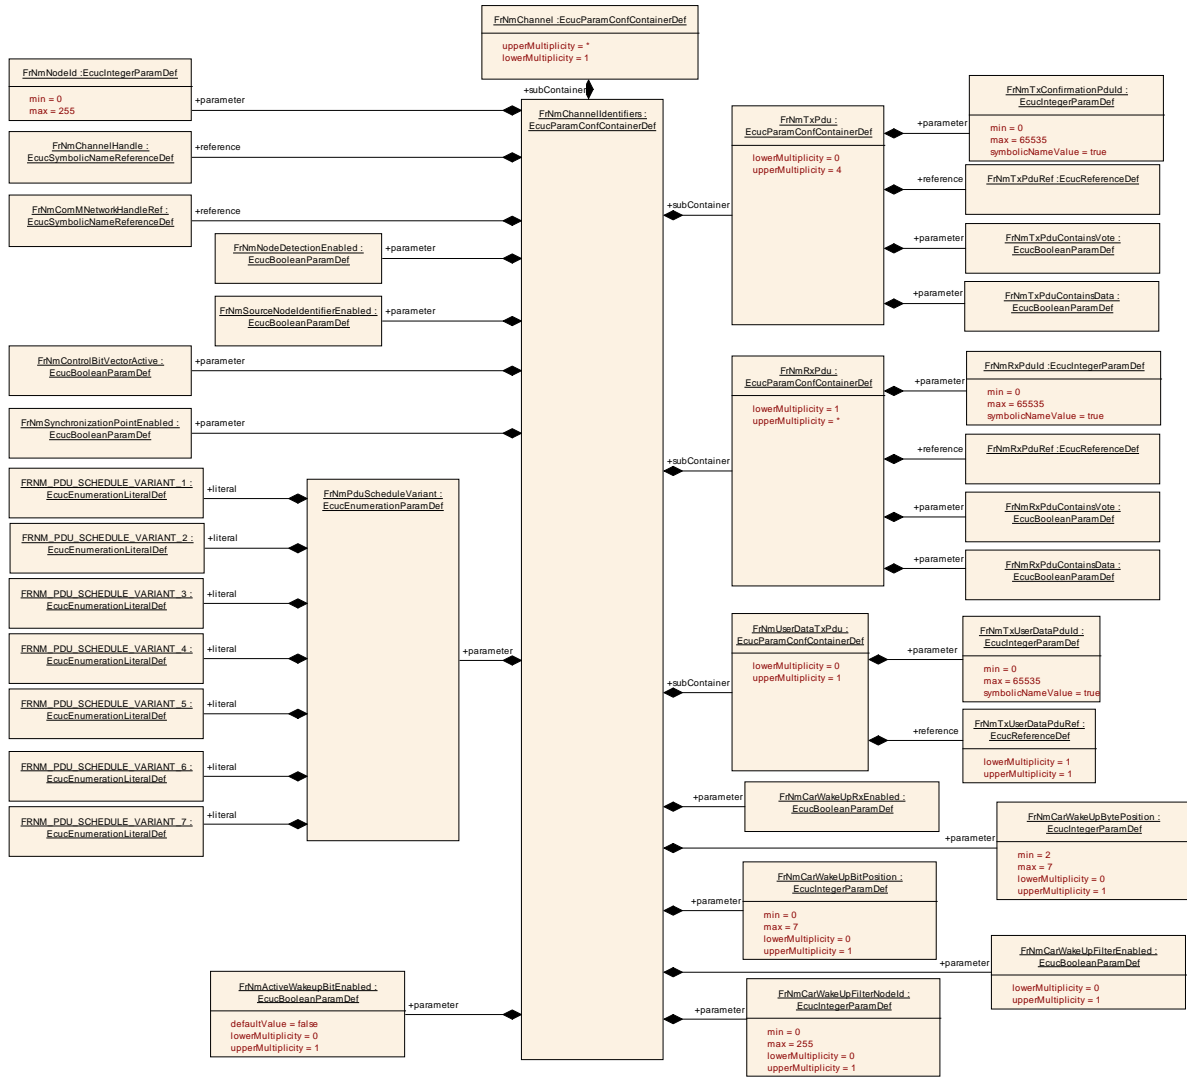 FrNmChannel :EcucParamConfContainerDef
upperMultiplicity = *
lowerMultiplicity = 1
+subContainer
FrNmChannelIdentifiers :
EcucParamConfContainerDef
FrNmNodeId :EcucIntegerParamDef
min = 0
max = 255
+parameter
FrNmChannelHandle :
EcucSymbolicNameReferenceDef
+reference
FrNmComMNetworkHandleRef :
EcucSymbolicNameReferenceDef
+reference
FrNmNodeDetectionEnabled :
EcucBooleanParamDef
+parameter
FrNmSourceNodeIdentifierEnabled :
EcucBooleanParamDef
+parameter
FrNmControlBitVectorActive :
EcucBooleanParamDef
+parameter
FrNmSynchronizationPointEnabled :
EcucBooleanParamDef
+parameter
FRNM_PDU_SCHEDULE_VARIANT_1 :
EcucEnumerationLiteralDef
+literal
FRNM_PDU_SCHEDULE_VARIANT_2 :
EcucEnumerationLiteralDef
+literal
FRNM_PDU_SCHEDULE_VARIANT_3 :
EcucEnumerationLiteralDef
+literal
FRNM_PDU_SCHEDULE_VARIANT_4 :
EcucEnumerationLiteralDef
+literal
FRNM_PDU_SCHEDULE_VARIANT_5 :
EcucEnumerationLiteralDef
+literal
FRNM_PDU_SCHEDULE_VARIANT_6 :
EcucEnumerationLiteralDef
+literal
FRNM_PDU_SCHEDULE_VARIANT_7 :
EcucEnumerationLiteralDef
+literal
FrNmPduScheduleVariant :
EcucEnumerationParamDef
+parameter
FrNmActiveWakeupBitEnabled :
EcucBooleanParamDef
defaultValue = false
lowerMultiplicity = 0
upperMultiplicity = 1
+parameter
+subContainer
FrNmTxPdu :
EcucParamConfContainerDef
lowerMultiplicity = 0
upperMultiplicity = 4
+parameter
FrNmTxConfirmationPduId :
EcucIntegerParamDef
min = 0
max = 65535
symbolicNameValue = true
+reference
FrNmTxPduRef :EcucReferenceDef
+parameter
FrNmTxPduContainsVote :
EcucBooleanParamDef
+parameter
FrNmTxPduContainsData :
EcucBooleanParamDef
+subContainer
FrNmRxPdu :
EcucParamConfContainerDef
lowerMultiplicity = 1
upperMultiplicity = *
+parameter
FrNmRxPduId :EcucIntegerParamDef
min = 0
max = 65535
symbolicNameValue = true
+reference
FrNmRxPduRef :EcucReferenceDef
+parameter
FrNmRxPduContainsVote :
EcucBooleanParamDef
+parameter
FrNmRxPduContainsData :
EcucBooleanParamDef
+subContainer
FrNmUserDataTxPdu :
EcucParamConfContainerDef
lowerMultiplicity = 0
upperMultiplicity = 1
+parameter
FrNmTxUserDataPduId :
EcucIntegerParamDef
min = 0
max = 65535
symbolicNameValue = true
+reference
FrNmTxUserDataPduRef :
EcucReferenceDef
lowerMultiplicity = 1
upperMultiplicity = 1
+parameter
FrNmCarWakeUpRxEnabled :
EcucBooleanParamDef
+parameter
FrNmCarWakeUpBytePosition :
EcucIntegerParamDef
min = 2
max = 7
lowerMultiplicity = 0
upperMultiplicity = 1
+parameter
FrNmCarWakeUpBitPosition :
EcucIntegerParamDef
min = 0
max = 7
lowerMultiplicity = 0
upperMultiplicity = 1
+parameter
FrNmCarWakeUpFilterEnabled :
EcucBooleanParamDef
lowerMultiplicity = 0
upperMultiplicity = 1
+parameter
FrNmCarWakeUpFilterNodeId :
EcucIntegerParamDef
min = 0
max = 255
lowerMultiplicity = 0
upperMultiplicity = 1